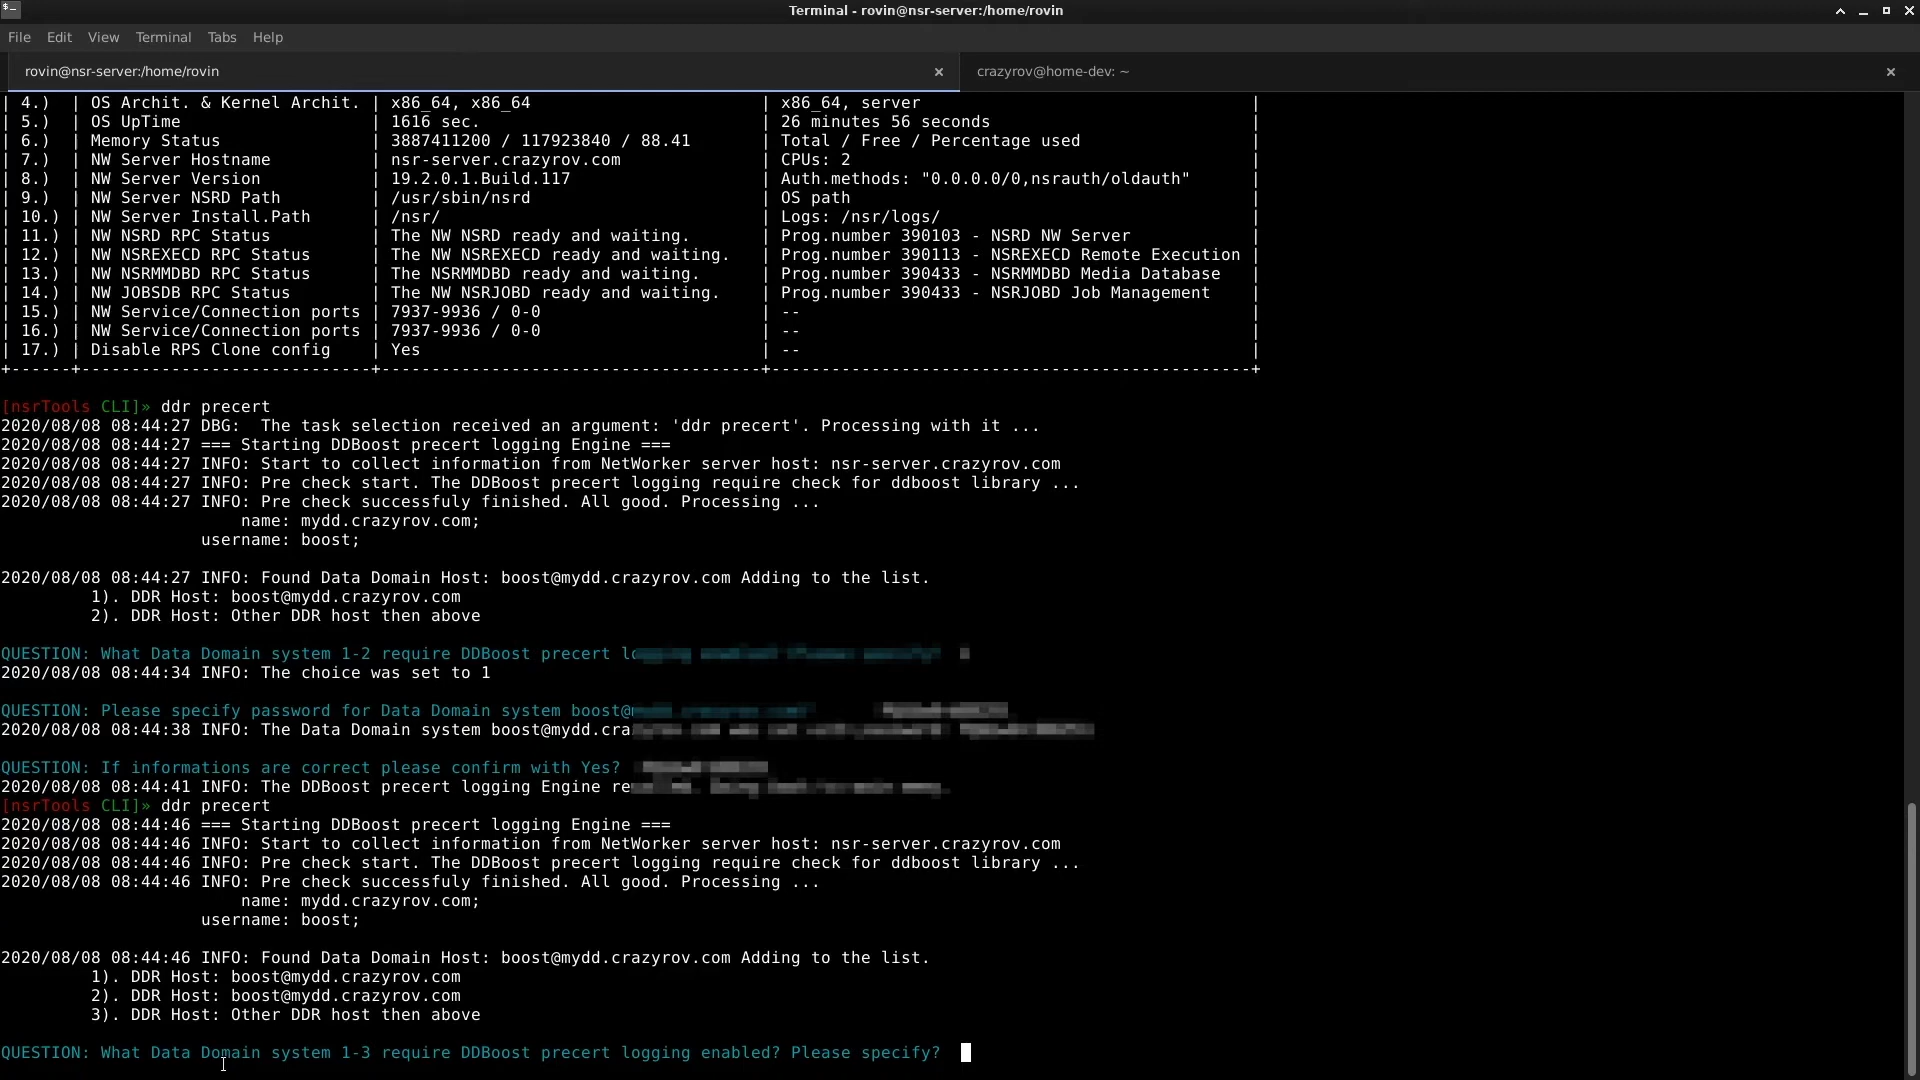 Terminal - rovin@nsr-server:/home/rovin
File Edit View Terminal Tabs Help
rovin@nsr-server:/home/rovin
crazyrov@home-dev: ~
| 4.) | OS Archit. & Kernel Archit. | x86_64, x86_64 | x86_64, server |
| 5.) | OS UpTime | 1616 sec. | 26 minutes 56 seconds |
| 6.) | Memory Status | 3887411200 / 117923840 / 88.41 | Total / Free / Percentage used |
| 7.) | NW Server Hostname | nsr-server.crazyrov.com | CPUs: 2 |
| 8.) | NW Server Version | 19.2.0.1.Build.117 | Auth.methods: "0.0.0.0/0,nsrauth/oldauth" |
| 9.) | NW Server NSRD Path | /usr/sbin/nsrd | OS path |
| 10.) | NW Server Install.Path | /nsr/ | Logs: /nsr/logs/ |
| 11.) | NW NSRD RPC Status | The NW NSRD ready and waiting. | Prog.number 390103 - NSRD NW Server |
| 12.) | NW NSREXECD RPC Status | The NW NSREXECD ready and waiting. | Prog.number 390113 - NSREXECD Remote Execution |
| 13.) | NW NSRMMDBD RPC Status | The NSRMMDBD ready and waiting. | Prog.number 390433 - NSRMMDBD Media Database |
| 14.) | NW JOBSDB RPC Status | The NW NSRJOBD ready and waiting. | Prog.number 390433 - NSRJOBD Job Management |
| 15.) | NW Service/Connection ports | 7937-9936 / 0-0 | -- |
| 16.) | NW Service/Connection ports | 7937-9936 / 0-0 | -- |
| 17.) | Disable RPS Clone config | Yes | -- |
+------+-----------------------------+--------------------------------------+------------------------------------------------+
[nsrTools CLI]» ddr precert
2020/08/08 08:44:27 DBG: The task selection received an argument: 'ddr precert'. Processing with it ...
2020/08/08 08:44:27 === Starting DDBoost precert logging Engine ===
2020/08/08 08:44:27 INFO: Start to collect information from NetWorker server host: nsr-server.crazyrov.com
2020/08/08 08:44:27 INFO: Pre check start. The DDBoost precert logging require check for ddboost library ...
2020/08/08 08:44:27 INFO: Pre check successfuly finished. All good. Processing ...
name: mydd.crazyrov.com;
username: boost;
2020/08/08 08:44:27 INFO: Found Data Domain Host: boost@mydd.crazyrov.com Adding to the list.
1). DDR Host: boost@mydd.crazyrov.com
2). DDR Host: Other DDR host then above
QUESTION: What Data Domain system 1-2 require DDBoost precert
2020/08/08 08:44:34 INFO: The choice was set to 1
QUESTION: Please specify password for Data Domain system boost@
2020/08/08 08:44:38 INFO: The Data Domain system boost@mydd.cra
QUESTION: If informations are correct please confirm with Yes?
2020/08/08 08:44:41 INFO: The DDBoost precert logging Engine
[nsrTools CLI]» ddr precert
2020/08/08 08:44:46 === Starting DDBoost precert logging Engine ===
2020/08/08 08:44:46 INFO: Start to collect information from NetWorker server host: nsr-server.crazyrov.com
2020/08/08 08:44:46 INFO: Pre check start. The DDBoost precert logging require check for ddboost library ...
2020/08/08 08:44:46 INFO: Pre check successfuly finished. All good. Processing ...
name: mydd.crazyrov.com;
username: boost;
2020/08/08 08:44:46 INFO: Found Data Domain Host: boost@mydd.crazyrov.com Adding to the list.
1). DDR Host: boost@mydd.crazyrov.com
2). DDR Host: boost@mydd.crazyrov.com
3). DDR Host: Other DDR host then above
QUESTION: What Data Domain system 1-3 require DDBoost precert logging enabled? Please specify?